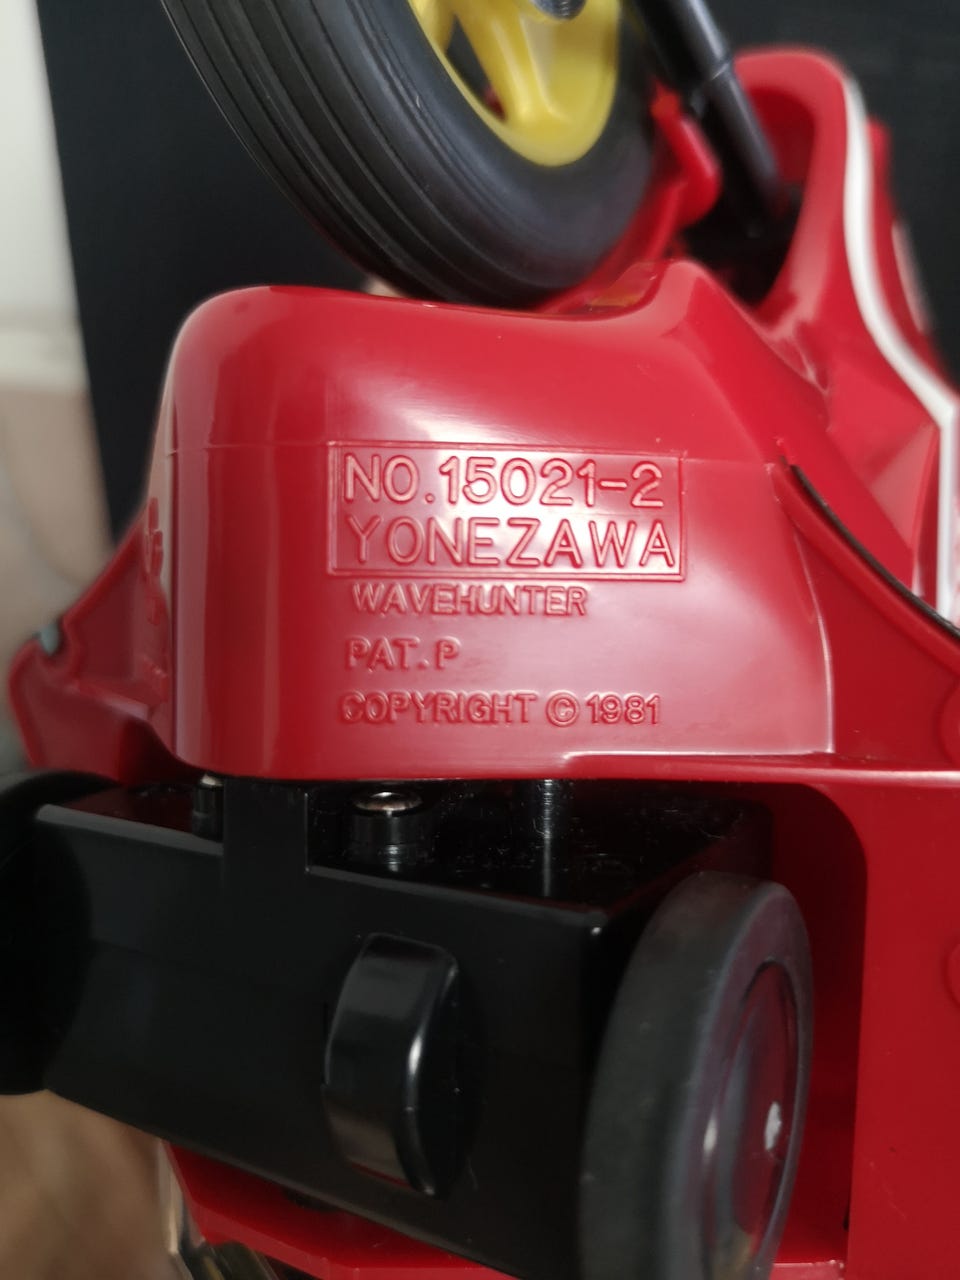 NO.15021-2
YONEZAWA
WAVEHUNTER
PAT.P
COPYRIGHT © 1981